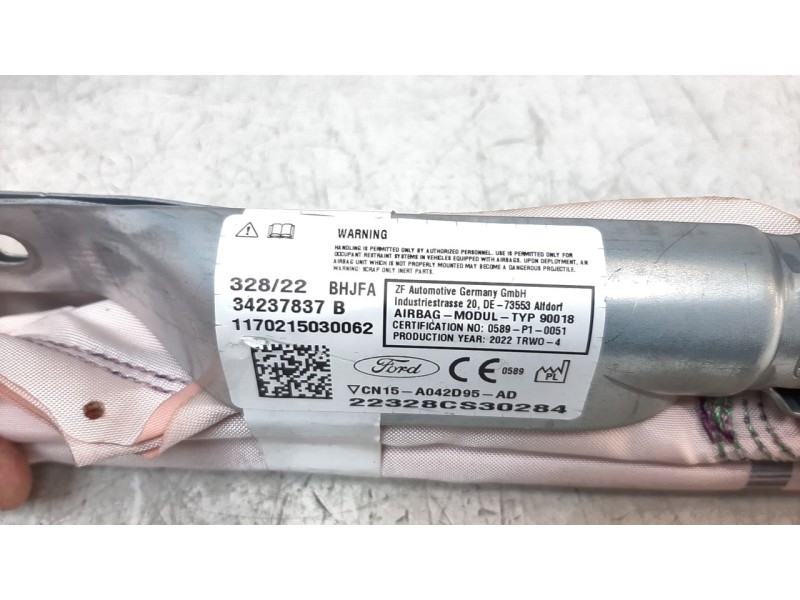 WARNING
HANDLING IS PERMITTED ONLY BY AUTHORIZED PERSONNEL. USE IS PERMITTED ONLY FOR
OCCUPANT RESTRAINT SYSTEMS IN VEHICLES EQUIPPED WITH AIRBAGS. UPON DEPLOYMENT, AN
AIRBAG UNIT WHICH IS NOT PROPERLY MOUNTED MAY BECOME A DANGEROUS PROJECTILE.
WARNING: SCRAP ONLY INERT PARTS.
328/22 BHJFA
34237837 B
1170215030062
ZF Automotive Germany GmbH
Industriestrasse 20, DE-73553 Alfdorf
AIRBAG-MODUL-TYP 90018
CERTIFICATION NO: 0589-P1-0051
PRODUCTION YEAR: 2022 TRWO-4
Ford CE 0589 PL
▽CN15-A042D95-AD
22328CS30284